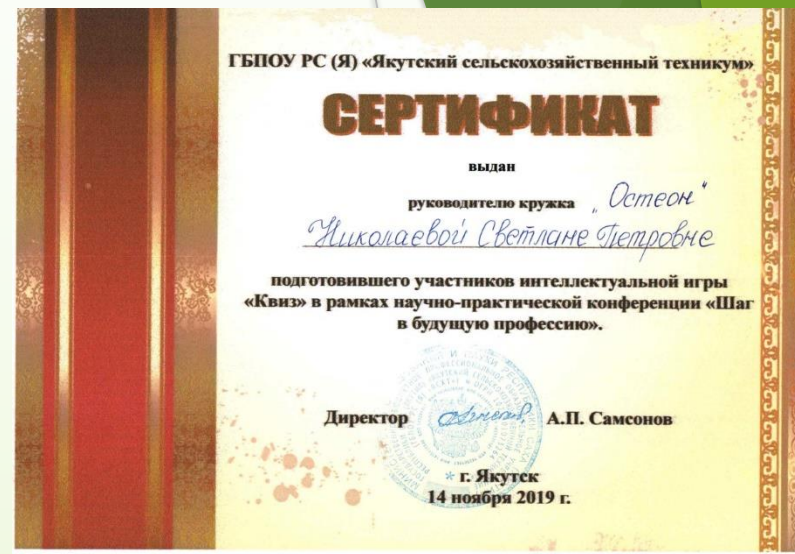 ГБПОУ РС (Я) «Якутский сельскохозяйственный техникум»
СЕРТИФИКАТ
выдан
руководителю кружка „Остеон“
Николаевой Светлане Петровне
подготовившего участников интеллектуальной игры
«Квиз» в рамках научно-практической конференции «Шаг
в будущую профессию».
Директор А.П. Самсонов
г. Якутск
14 ноября 2019 г.